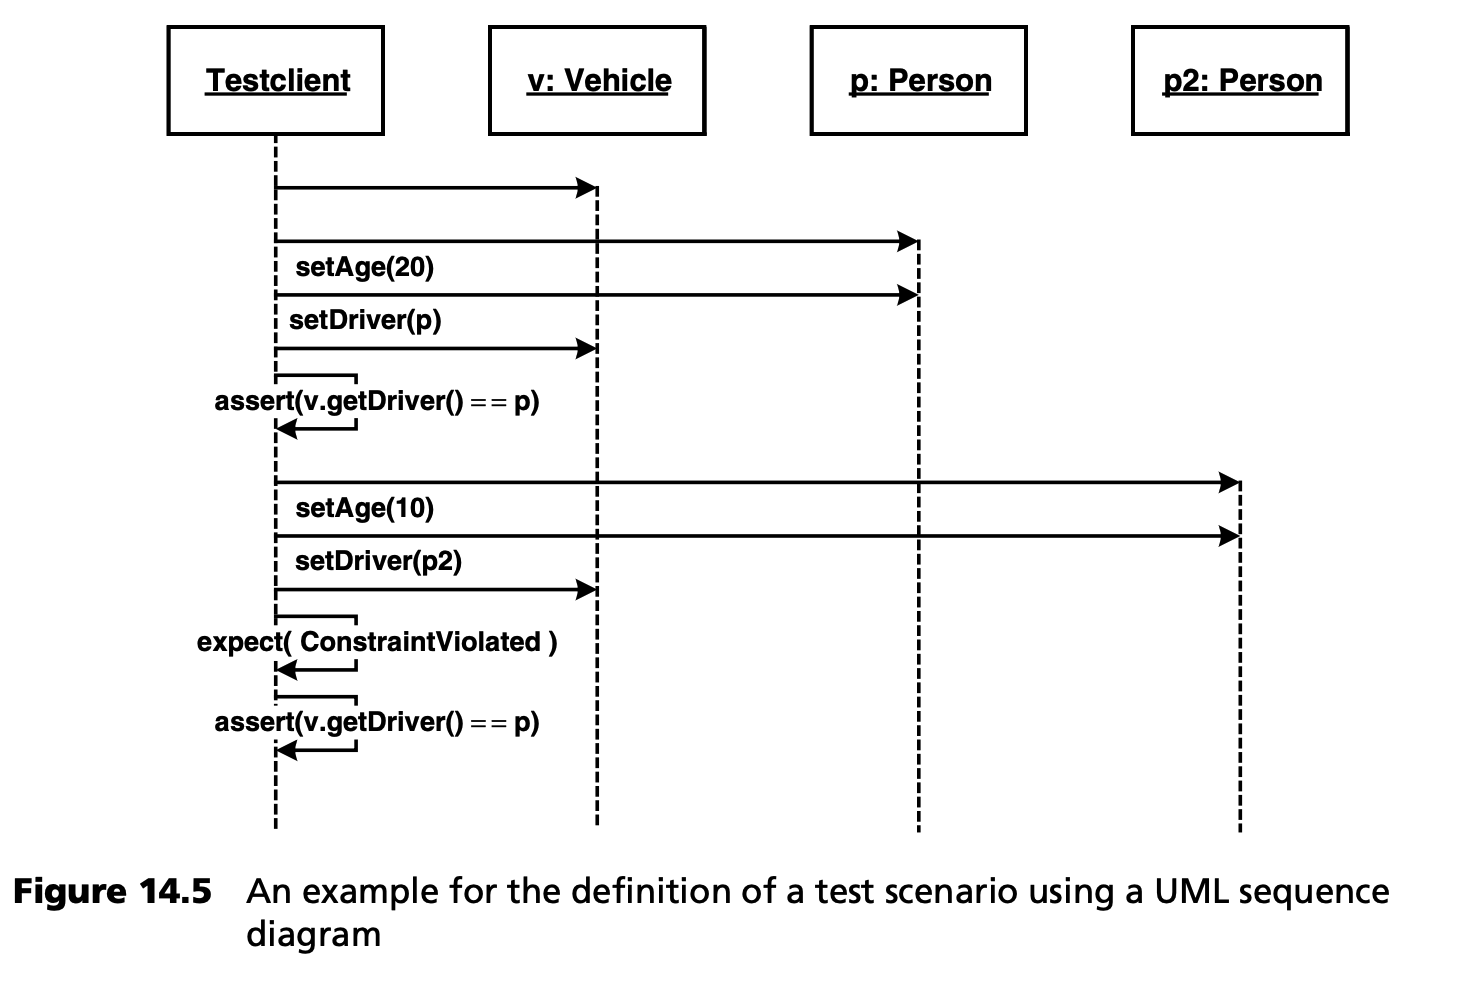 Testclient
v: Vehicle
p: Person
p2: Person
setAge(20)
setDriver(p)
assert(v.getDriver() == p)
setAge(10)
setDriver(p2)
expect( ConstraintViolated )
assert(v.getDriver() == p)
Figure 14.5 An example for the definition of a test scenario using a UML sequence
diagram